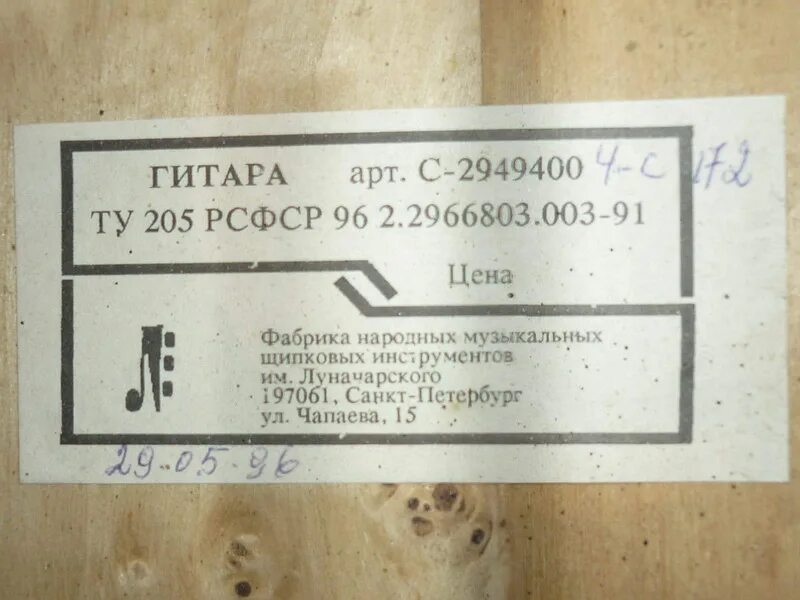 ГИТАРА арт. С-2949400 4-С 172
ТУ 205 РСФСР 96 2.2966803.003-91
Цена
Фабрика народных музыкальных
щипковых инструментов
им. Луначарского
197061, Санкт-Петербург
ул. Чапаева, 15
29.05.96